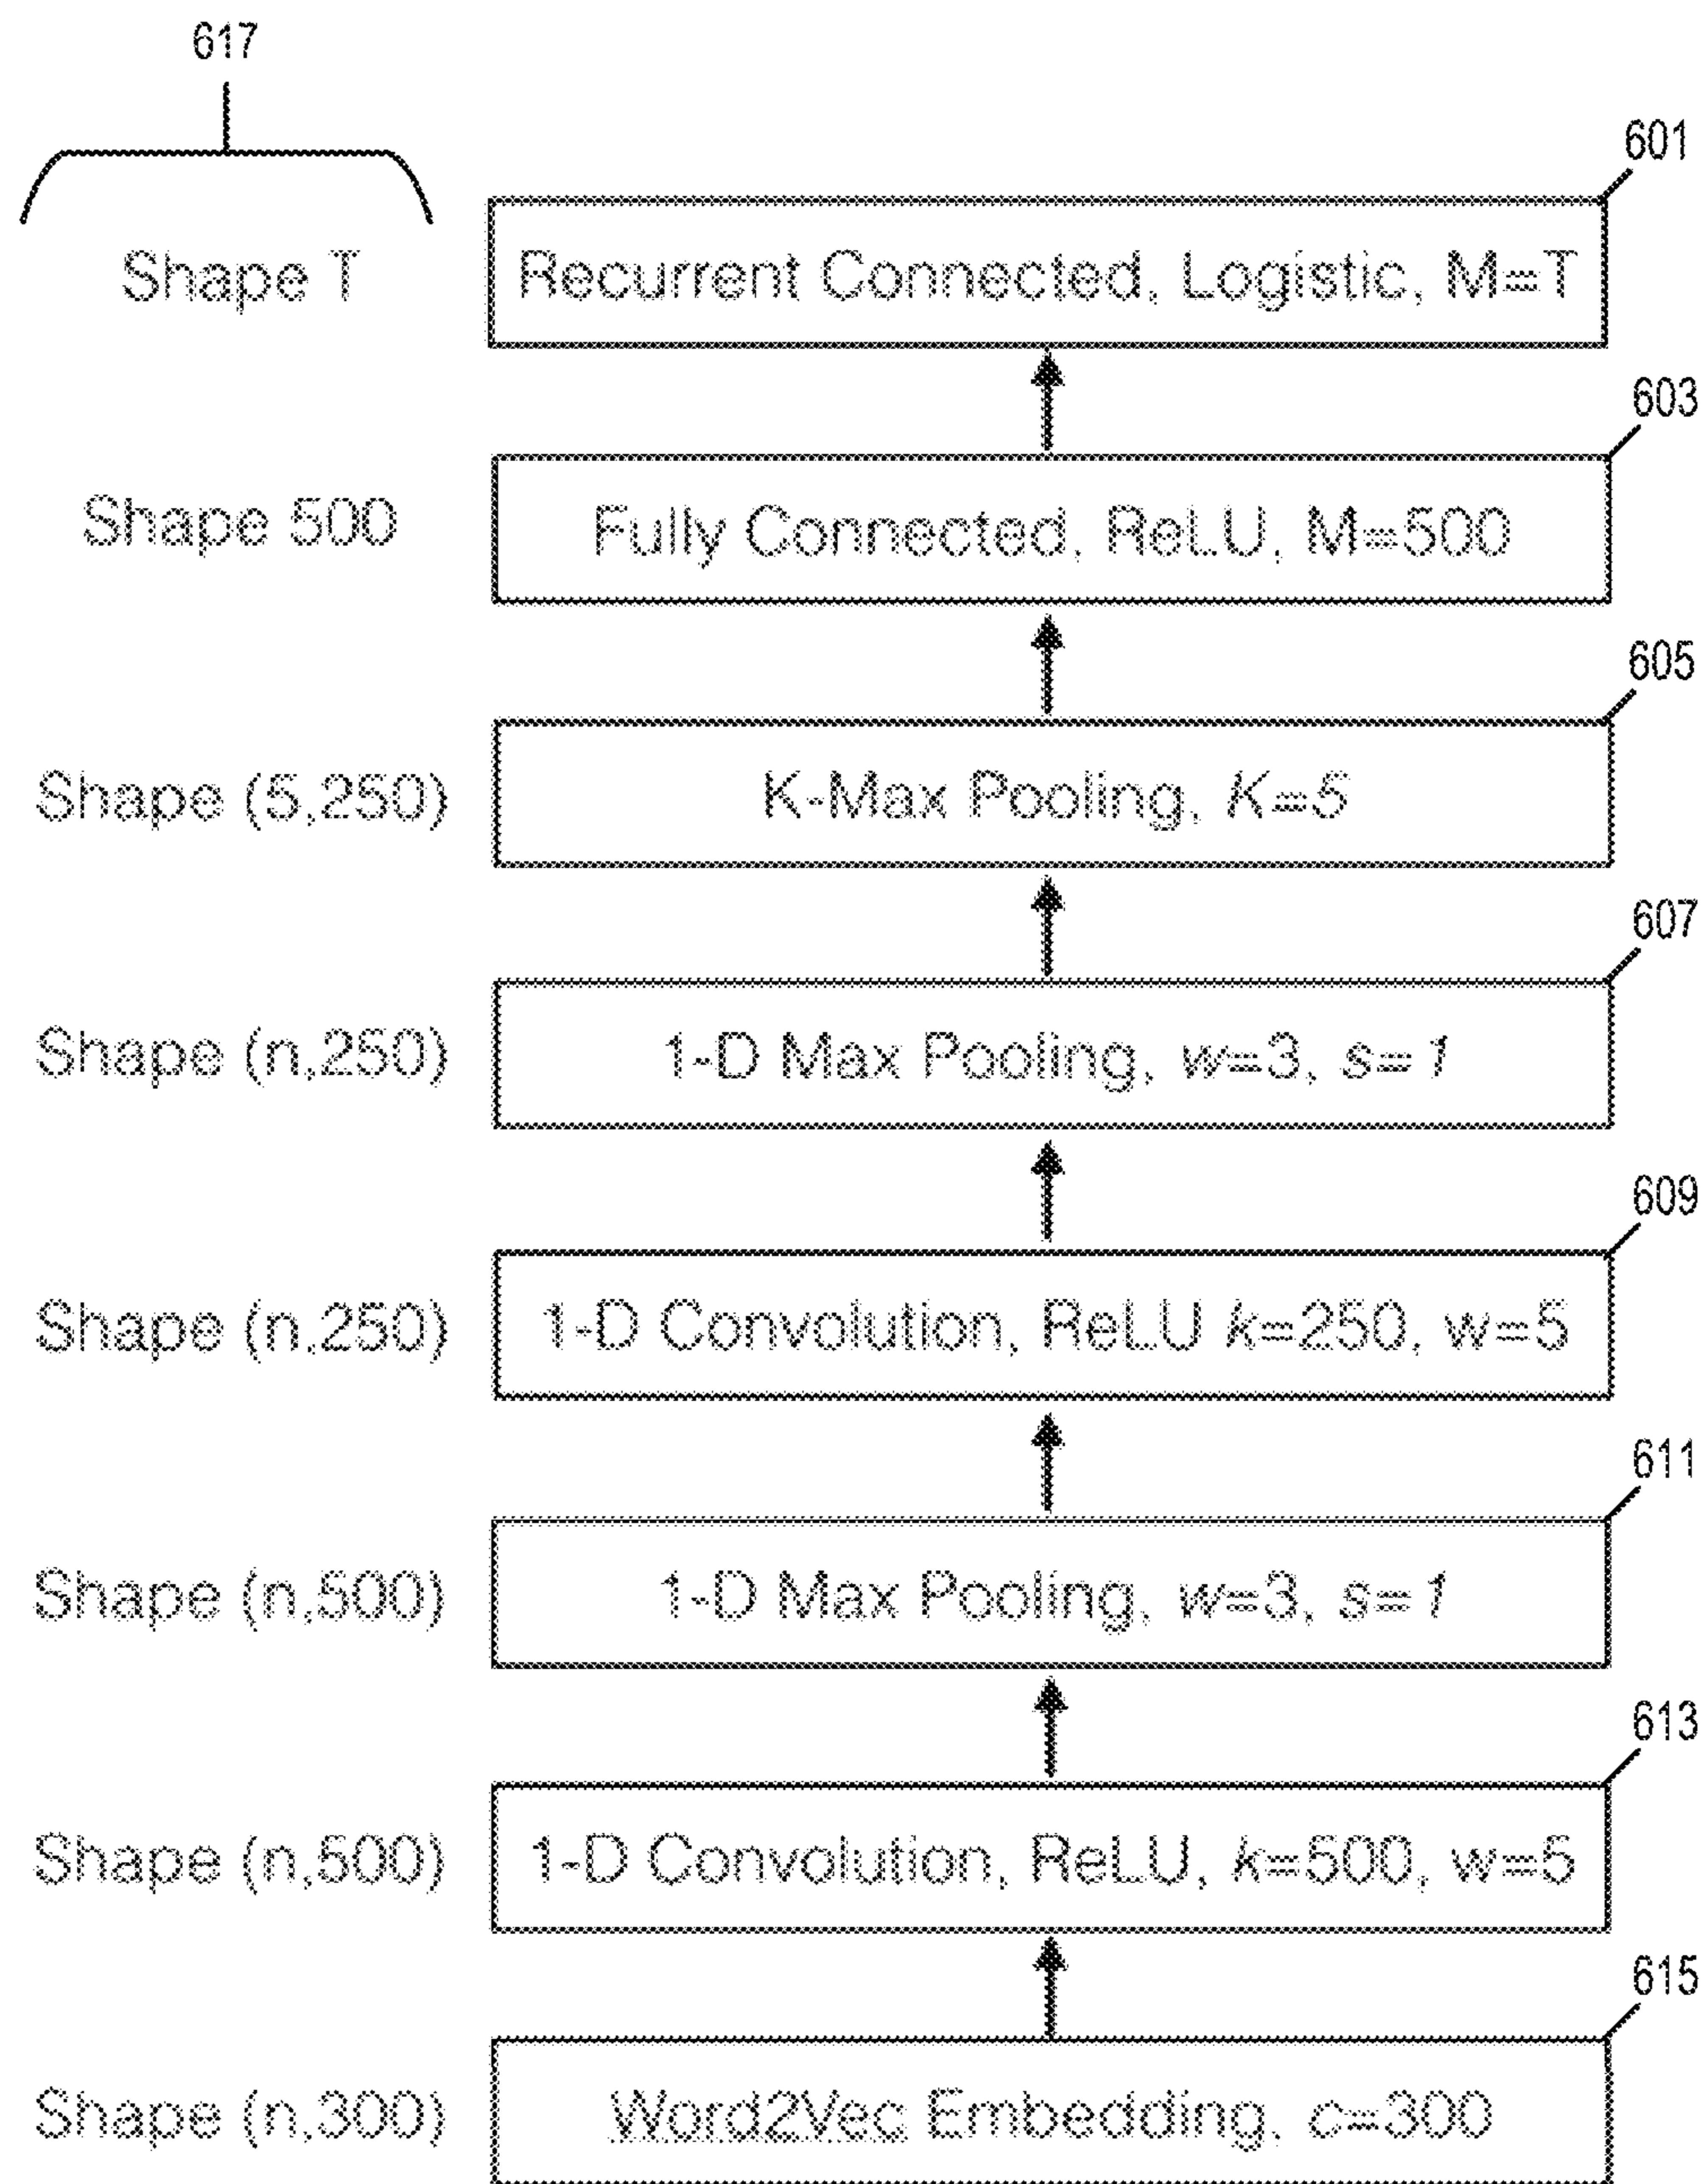 617
601
Shape T
Recurrent Connected, Logistic, M=T
603
Shape 500
Fully Connected, ReLU, M=500
605
Shape (5,250)
K-Max Pooling, K=5
607
Shape (n,250)
1-D Max Pooling, w=3, s=1
609
Shape (n,250)
1-D Convolution, ReLU k=250, w=5
611
Shape (n,500)
1-D Max Pooling, w=3, s=1
613
Shape (n,500)
1-D Convolution, ReLU, k=500, w=5
615
Shape (n,300)
Word2Vec Embedding, c=300